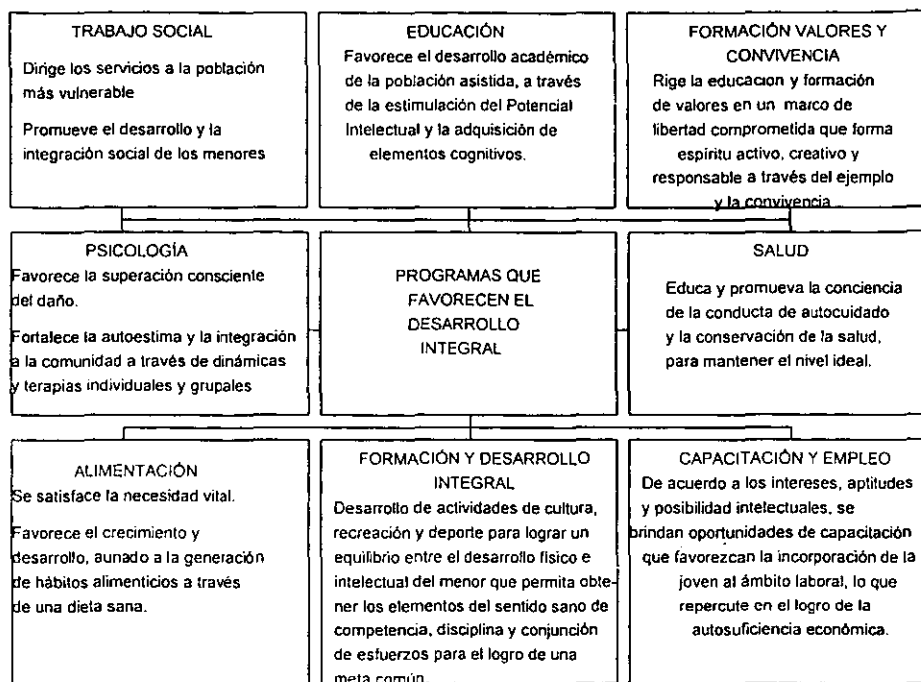 TRABAJO SOCIAL
Dirige los servicios a la población
más vulnerable
Promueve el desarrollo y la
integración social de los menores
EDUCACIÓN
Favorece el desarrollo académico
de la población asistida, a través
de la estimulación del Potencial
Intelectual y la adquisición de
elementos cognitivos.
FORMACIÓN VALORES Y
CONVIVENCIA
Rige la educacion y formación
de valores en un marco de
libertad comprometida que forma
espíritu activo, creativo y
responsable a través del ejemplo
y la convivencia
PSICOLOGÍA
Favorece la superación consciente
del daño.
Fortalece la autoestima y la integración
a la comunidad a través de dinámicas
y terapias individuales y grupales
PROGRAMAS QUE
FAVORECEN EL
DESARROLLO
INTEGRAL
SALUD
Educa y promueva la conciencia
de la conducta de autocuidado
y la conservación de la salud,
para mantener el nivel ideal.
ALIMENTACIÓN
Se satisface la necesidad vital.
Favorece el crecimiento y
desarrollo, aunado a la generación
de hábitos alimenticios a través
de una dieta sana.
FORMACIÓN Y DESARROLLO
INTEGRAL
Desarrollo de actividades de cultura,
recreación y deporte para lograr un
equilibrio entre el desarrollo físico e
intelectual del menor que permita obte-
ner los elementos del sentido sano de
competencia, disciplina y conjunción
de esfuerzos para el logro de una
meta común.
CAPACITACIÓN Y EMPLEO
De acuerdo a los intereses, aptitudes
y posibilidad intelectuales, se
brindan oportunidades de capacitación
que favorezcan la incorporación de la
joven al ámbito laboral, lo que
repercute en el logro de la
autosuficiencia económica.